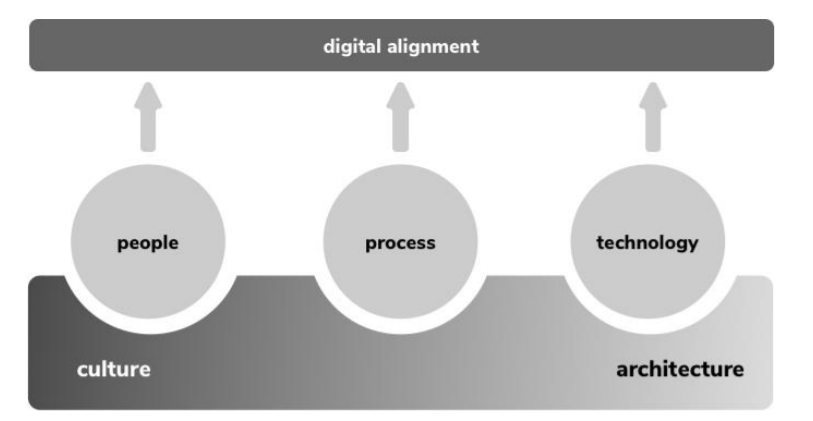 digital alignment
people
process
technology
culture
architecture